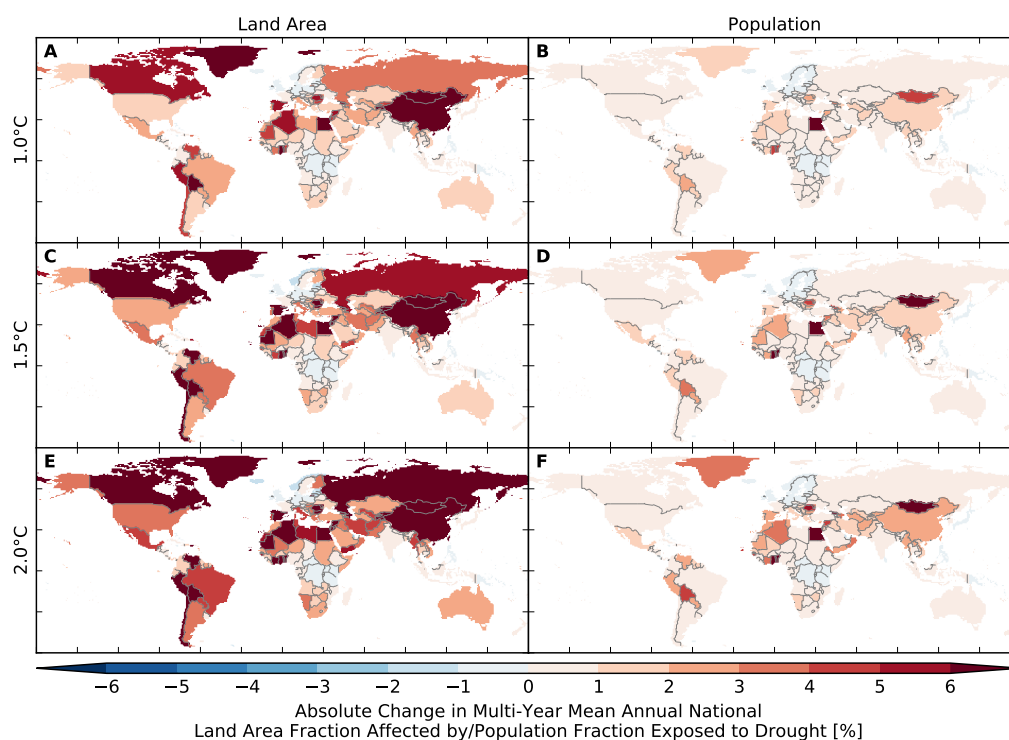 Land Area
Population
A
B
1.0°C
C
D
1.5°C
E
F
2.0°C
−6 −5 −4 −3 −2 −1 0 1 2 3 4 5 6
Absolute Change in Multi-Year Mean Annual National
Land Area Fraction Affected by/Population Fraction Exposed to Drought [%]